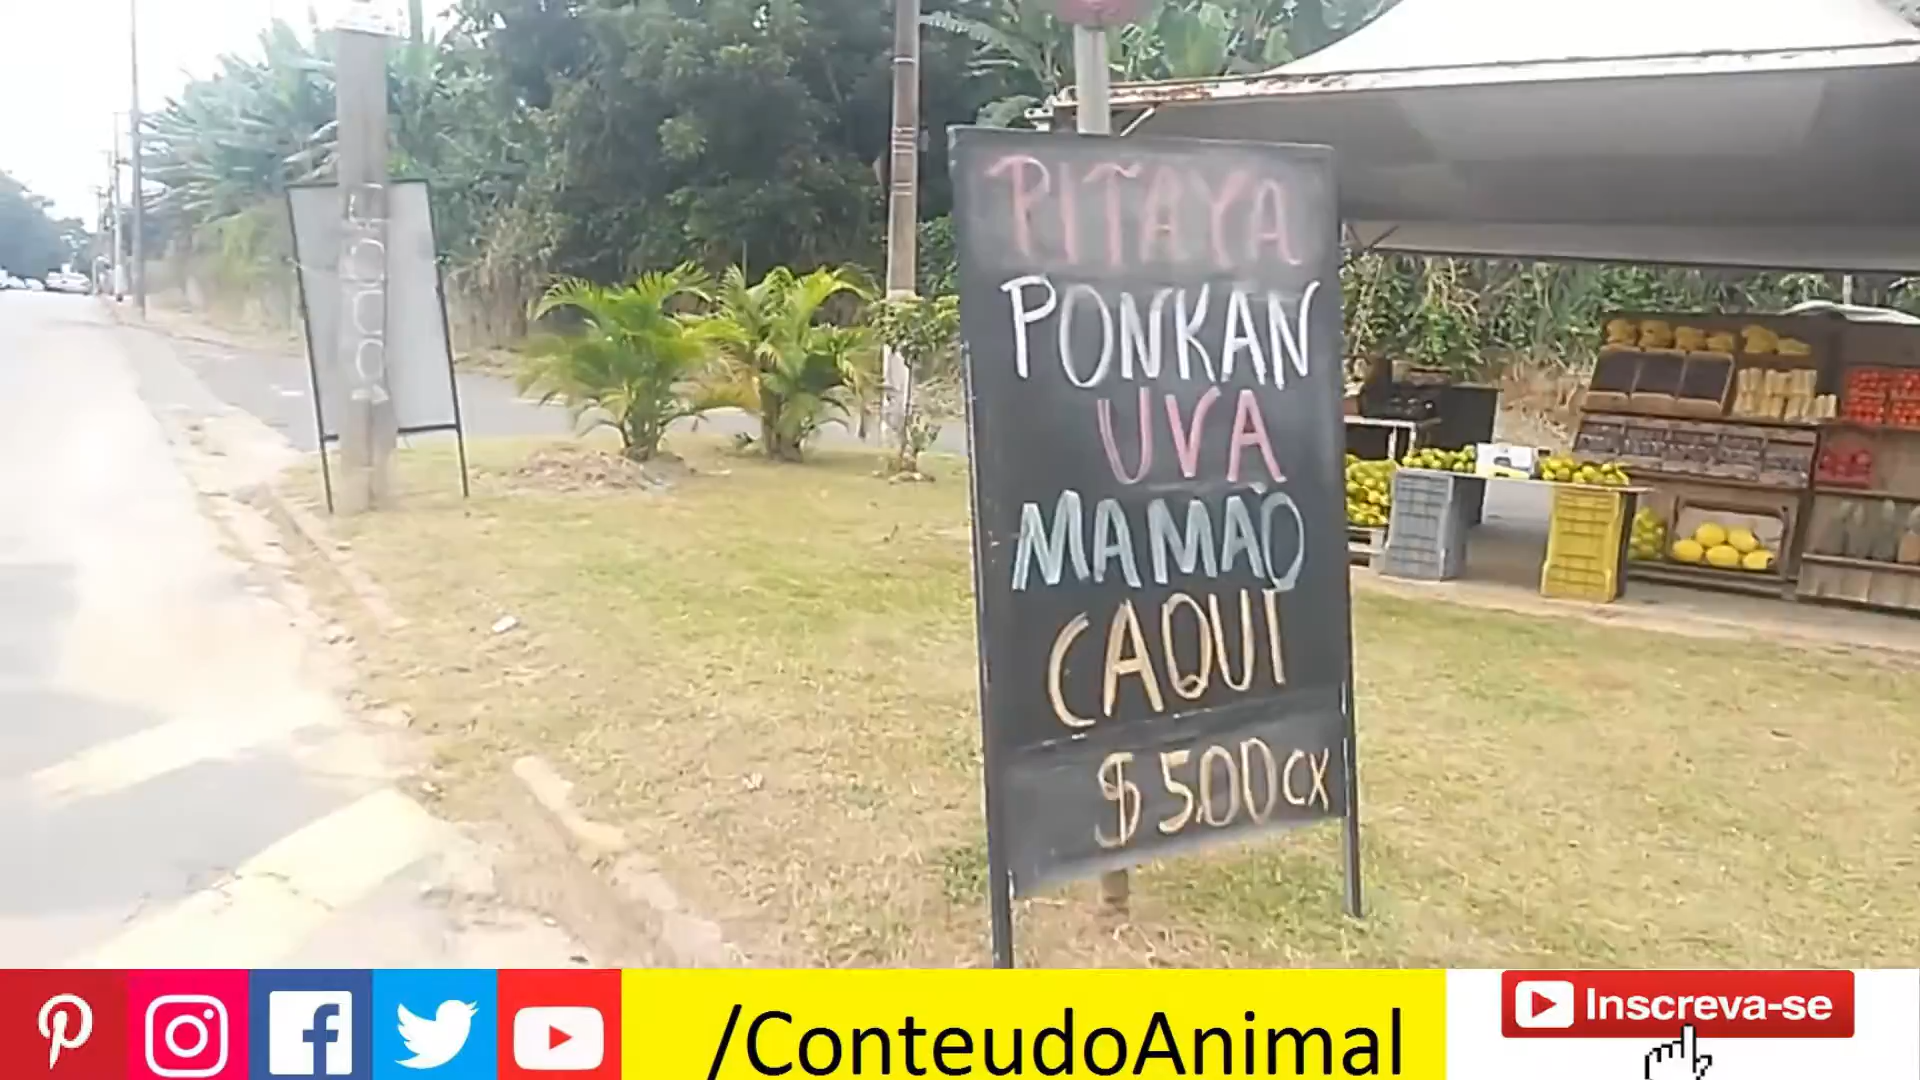 PITAYA
PONKAN
UVA
MAMÃO
CAQUI
$ 5.00 CX
/ConteudoAnimal
Inscreva-se